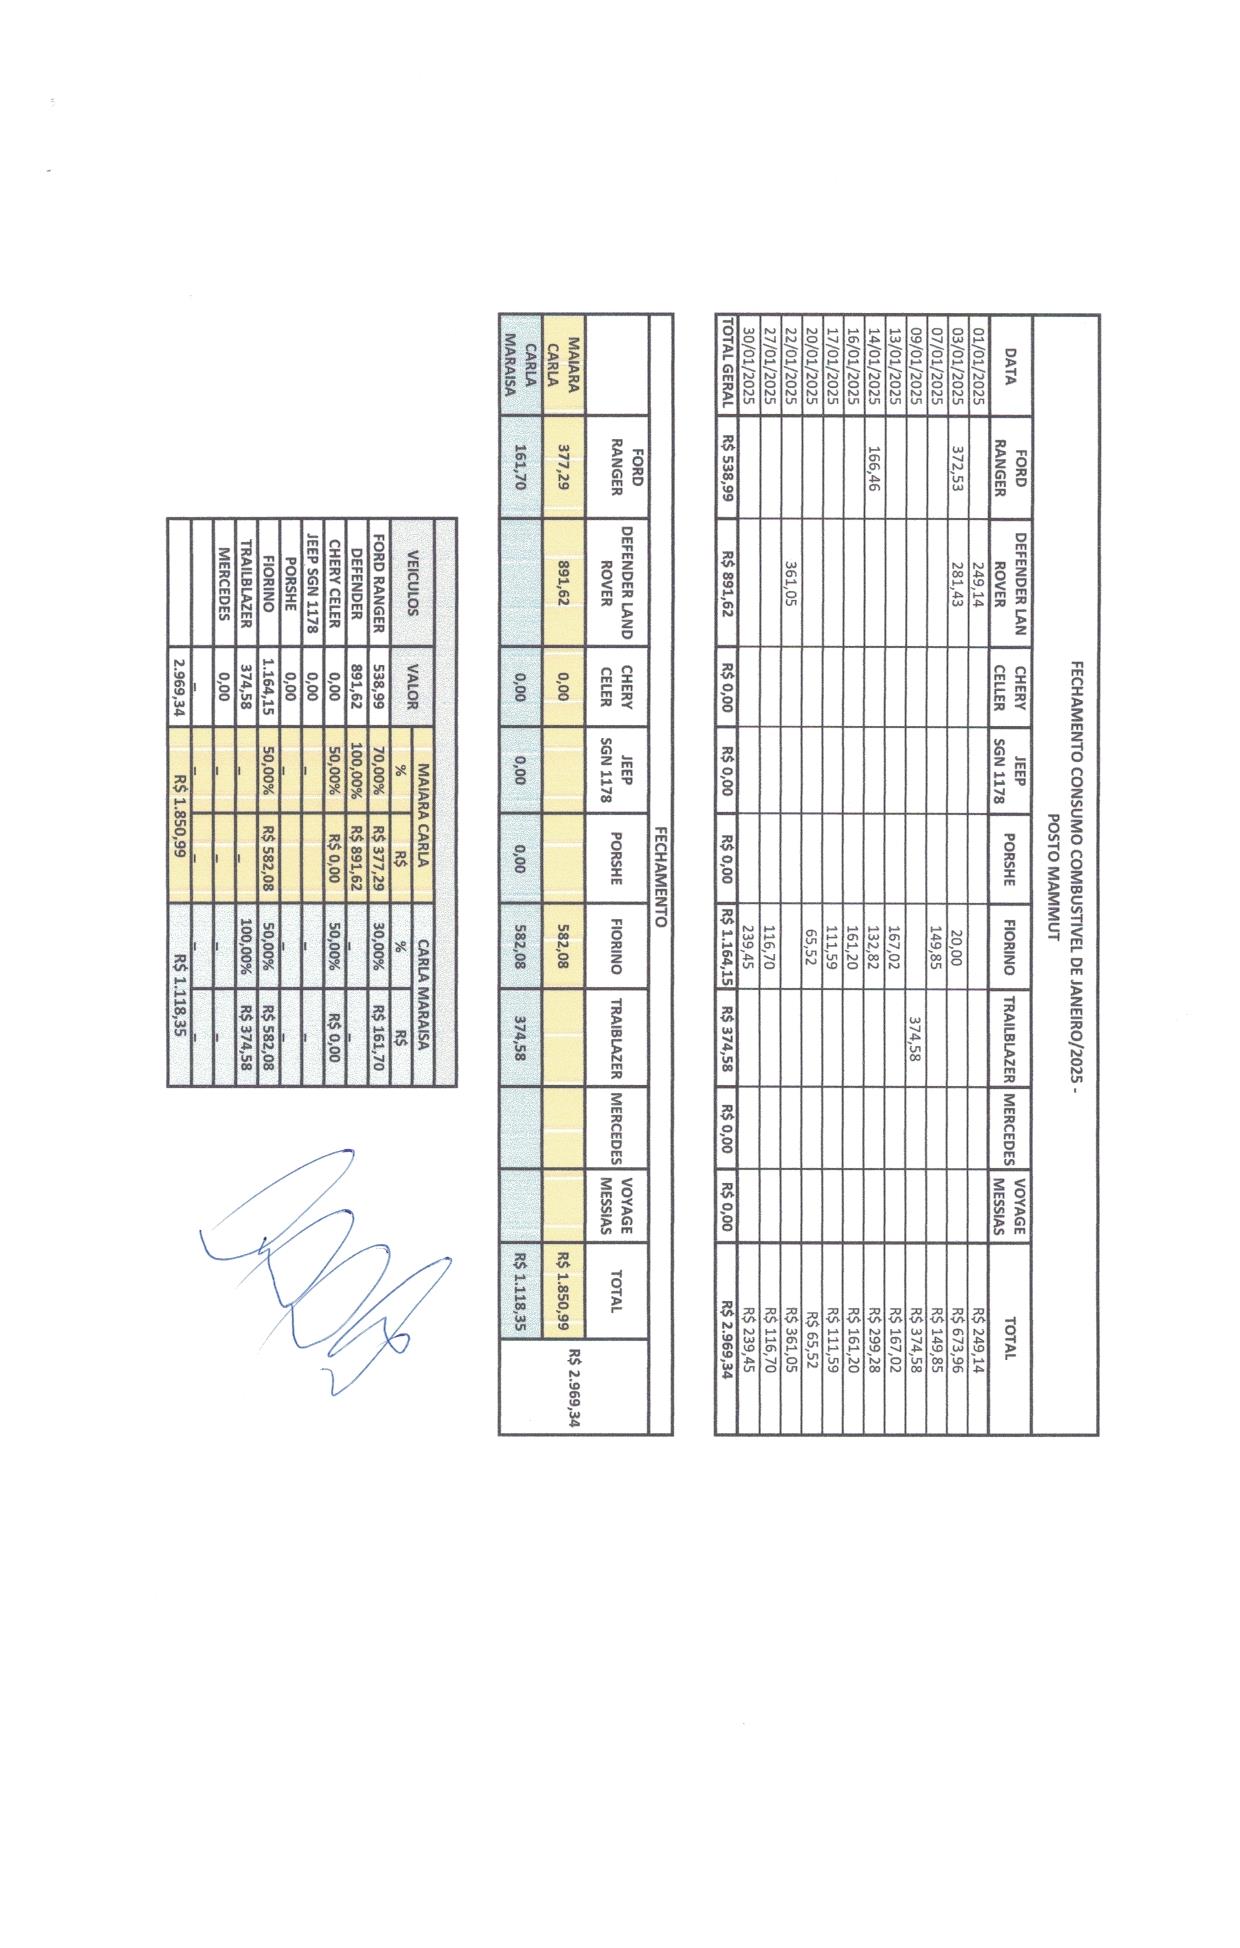 FECHAMENTO CONSUMO COMBUSTIVEL DE JANEIRO/2025 -
POSTO MAMMUT
DATA FORD RANGER DEFENDER LAN ROVER CHERY CELLER JEEP SGN 1178 PORSHE FIORINO TRAILBLAZER MERCEDES VOYAGE MESSIAS TOTAL
01/01/2025 249,14 R$ 249,14
03/01/2025 372,53 281,43 20,00 R$ 673,96
07/01/2025 149,85 R$ 149,85
09/01/2025 374,58 R$ 374,58
13/01/2025 167,02 R$ 167,02
14/01/2025 166,46 132,82 R$ 299,28
16/01/2025 161,20 R$ 161,20
17/01/2025 111,59 R$ 111,59
20/01/2025 65,52 R$ 65,52
22/01/2025 361,05 R$ 361,05
27/01/2025 116,70 R$ 116,70
30/01/2025 239,45 R$ 239,45
TOTAL GERAL R$ 538,99 R$ 891,62 R$ 0,00 R$ 0,00 R$ 0,00 R$ 1.164,15 R$ 374,58 R$ 0,00 R$ 0,00 R$ 2.969,34
FECHAMENTO
FORD RANGER DEFENDER LAND ROVER CHERY CELER JEEP SGN 1178 PORSHE FIORINO TRAIBLAZER MERCEDES VOYAGE MESSIAS TOTAL
MAIARA CARLA 377,29 891,62 0,00 582,08 R$ 1.850,99 R$ 2.969,34
CARLA MARAISA 161,70 0,00 0,00 0,00 582,08 374,58 R$ 1.118,35
VEICULOS VALOR MAIARA CARLA CARLA MARAISA
% R$ % R$
FORD RANGER 538,99 70,00% R$ 377,29 30,00% R$ 161,70
DEFENDER 891,62 100,00% R$ 891,62 – –
CHERY CELER 0,00 50,00% R$ 0,00 50,00% R$ 0,00
JEEP SGN 1178 0,00 – – –
PORSHE 0,00 – – – –
FIORINO 1.164,15 50,00% R$ 582,08 50,00% R$ 582,08
TRAILBLAZER 374,58 – – 100,00% R$ 374,58
MERCEDES 0,00 – – – –
– – – – –
2.969,34 R$ 1.850,99 R$ 1.118,35